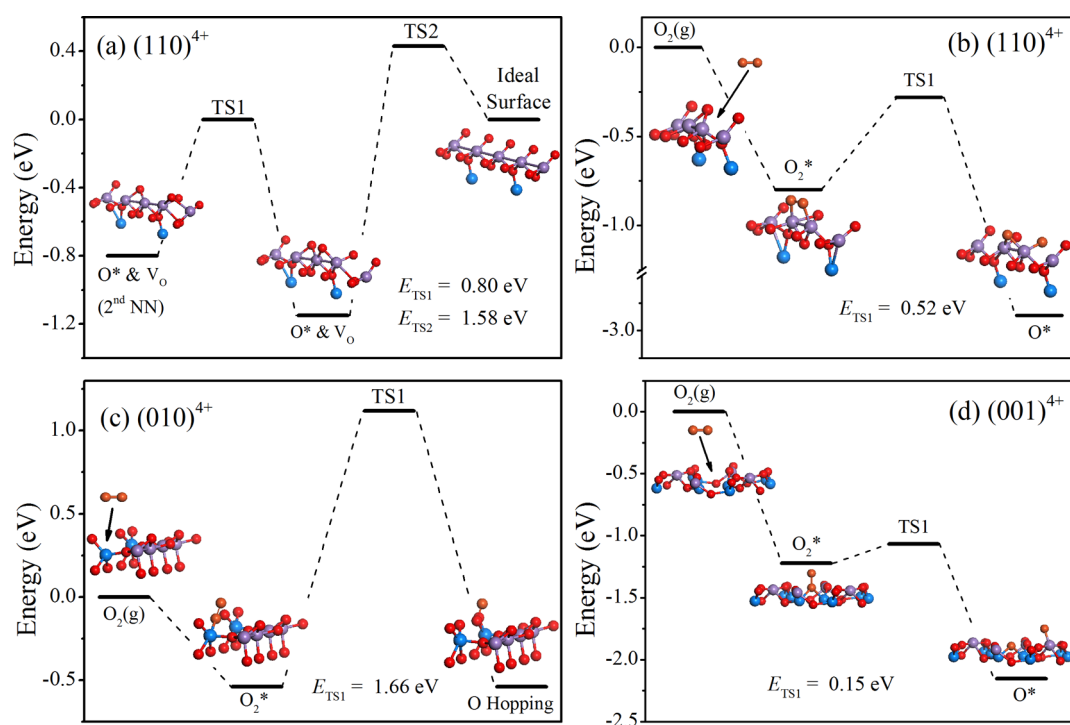 (a) (110)4+
TS2
0.4
TS1
Ideal
Surface
0.0
-0.4
-0.8
O* & VO
(2nd NN)
ETS1 = 0.80 eV
ETS2 = 1.58 eV
-1.2
O* & VO
Energy (eV)
(b) (110)4+
O2(g)
0.0
TS1
-0.5
O2*
-1.0
ETS1 = 0.52 eV
-3.0
O*
Energy (eV)
(c) (010)4+
TS1
1.0
0.5
0.0
O2(g)
-0.5
O2*
ETS1 = 1.66 eV
O Hopping
Energy (eV)
(d) (001)4+
O2(g)
0.0
-0.5
TS1
-1.0
O2*
-1.5
-2.0
ETS1 = 0.15 eV
O*
-2.5
Energy (eV)